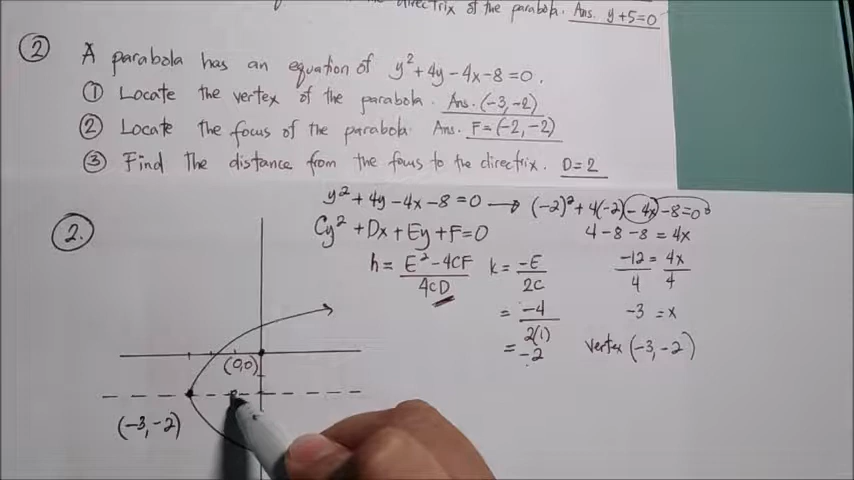 the directrix of the parabola. Ans. y+5=0
② A parabola has an equation of y²+4y-4x-8=0.
① Locate the vertex of the parabola. Ans. (-3,-2)
② Locate the focus of the parabola. Ans. F=(-2,-2)
③ Find the distance from the focus to the directrix. D=2
y²+4y-4x-8=0 → (-2)²+4(-2)-4x-8=0
② Cy²+Dx+Ey+F=0
4-8-8=4x
h= E²-4CF / 4CD
k= -E / 2C
-12/4 = 4x/4
= -4 / 2(1)
-3 = x
= -2
vertex (-3,-2)
(0,0)
(-3,-2)